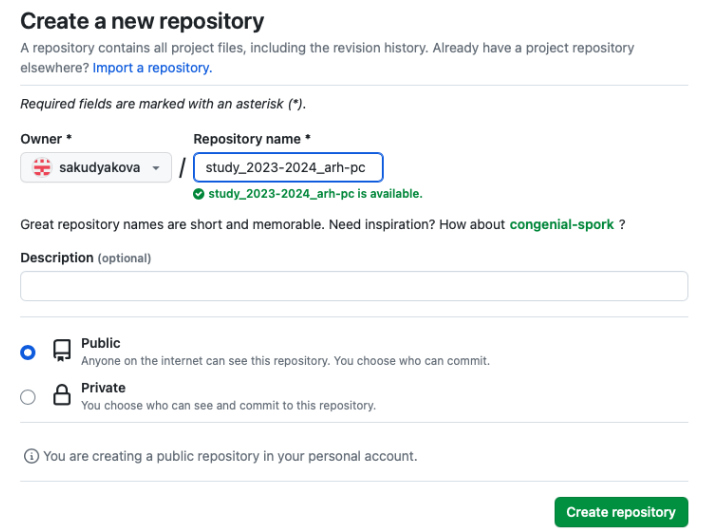 Create a new repository
A repository contains all project files, including the revision history. Already have a project repository
elsewhere? Import a repository.
Required fields are marked with an asterisk (*).
Owner *
Repository name *
sakudyakova
/
study_2023-2024_arh-pc
study_2023-2024_arh-pc is available.
Great repository names are short and memorable. Need inspiration? How about congenial-spork ?
Description (optional)
Public
Anyone on the internet can see this repository. You choose who can commit.
Private
You choose who can see and commit to this repository.
You are creating a public repository in your personal account.
Create repository